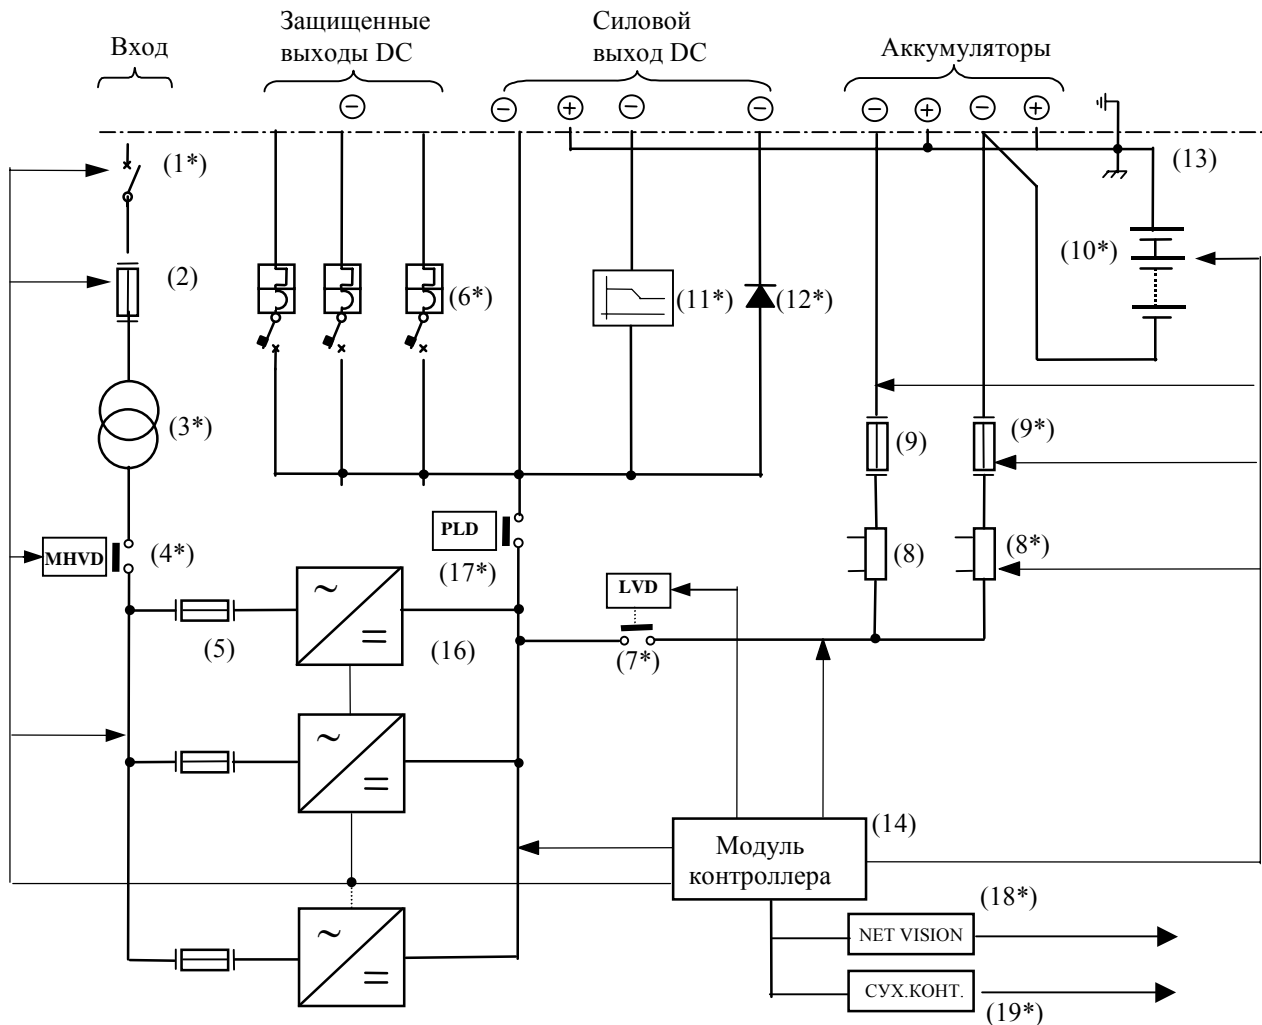 Вход
Защищенные
выходы DC
Силовой
выход DC
Аккумуляторы
(1*)
(2)
(3*)
MHVD
(4*)
(5)
(6*)
(11*)
(12*)
(13)
(10*)
(9)
(9*)
(8)
(8*)
PLD
(17*)
LVD
(7*)
(16)
(14)
Модуль
контроллера
(18*)
NET VISION
СУХ.КОНТ.
(19*)